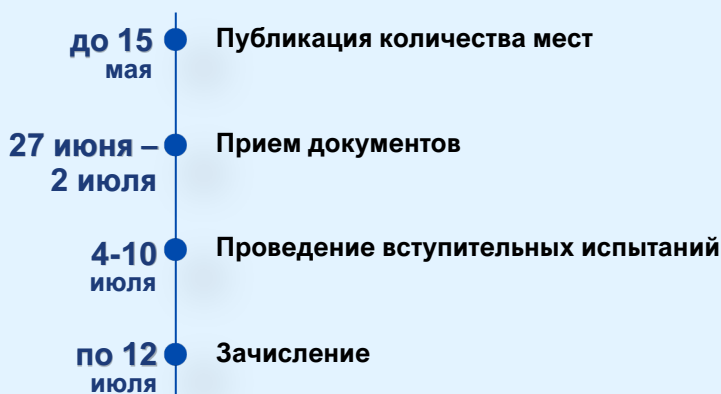 до 15
мая
Публикация количества мест
27 июня –
2 июля
Прием документов
4-10
июля
Проведение вступительных испытаний
по 12
июля
Зачисление